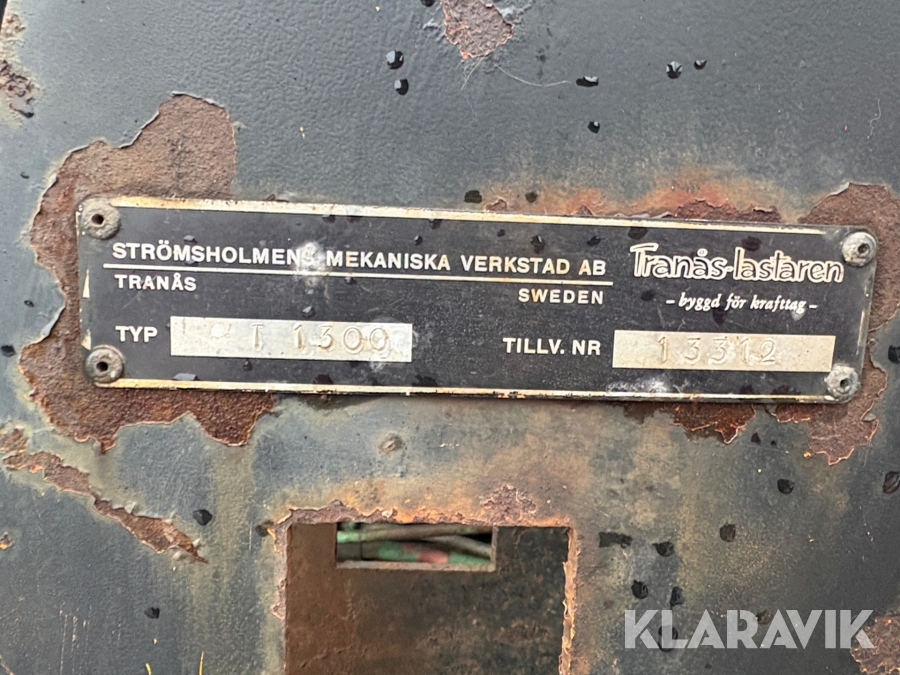 STRÖMSHOLMENS MEKANISKA VERKSTAD AB
TRANÅS SWEDEN
Tranås-lastaren
- byggd för krafttag -
TYP T 1300
TILLV. NR 13312
KLARAVIK